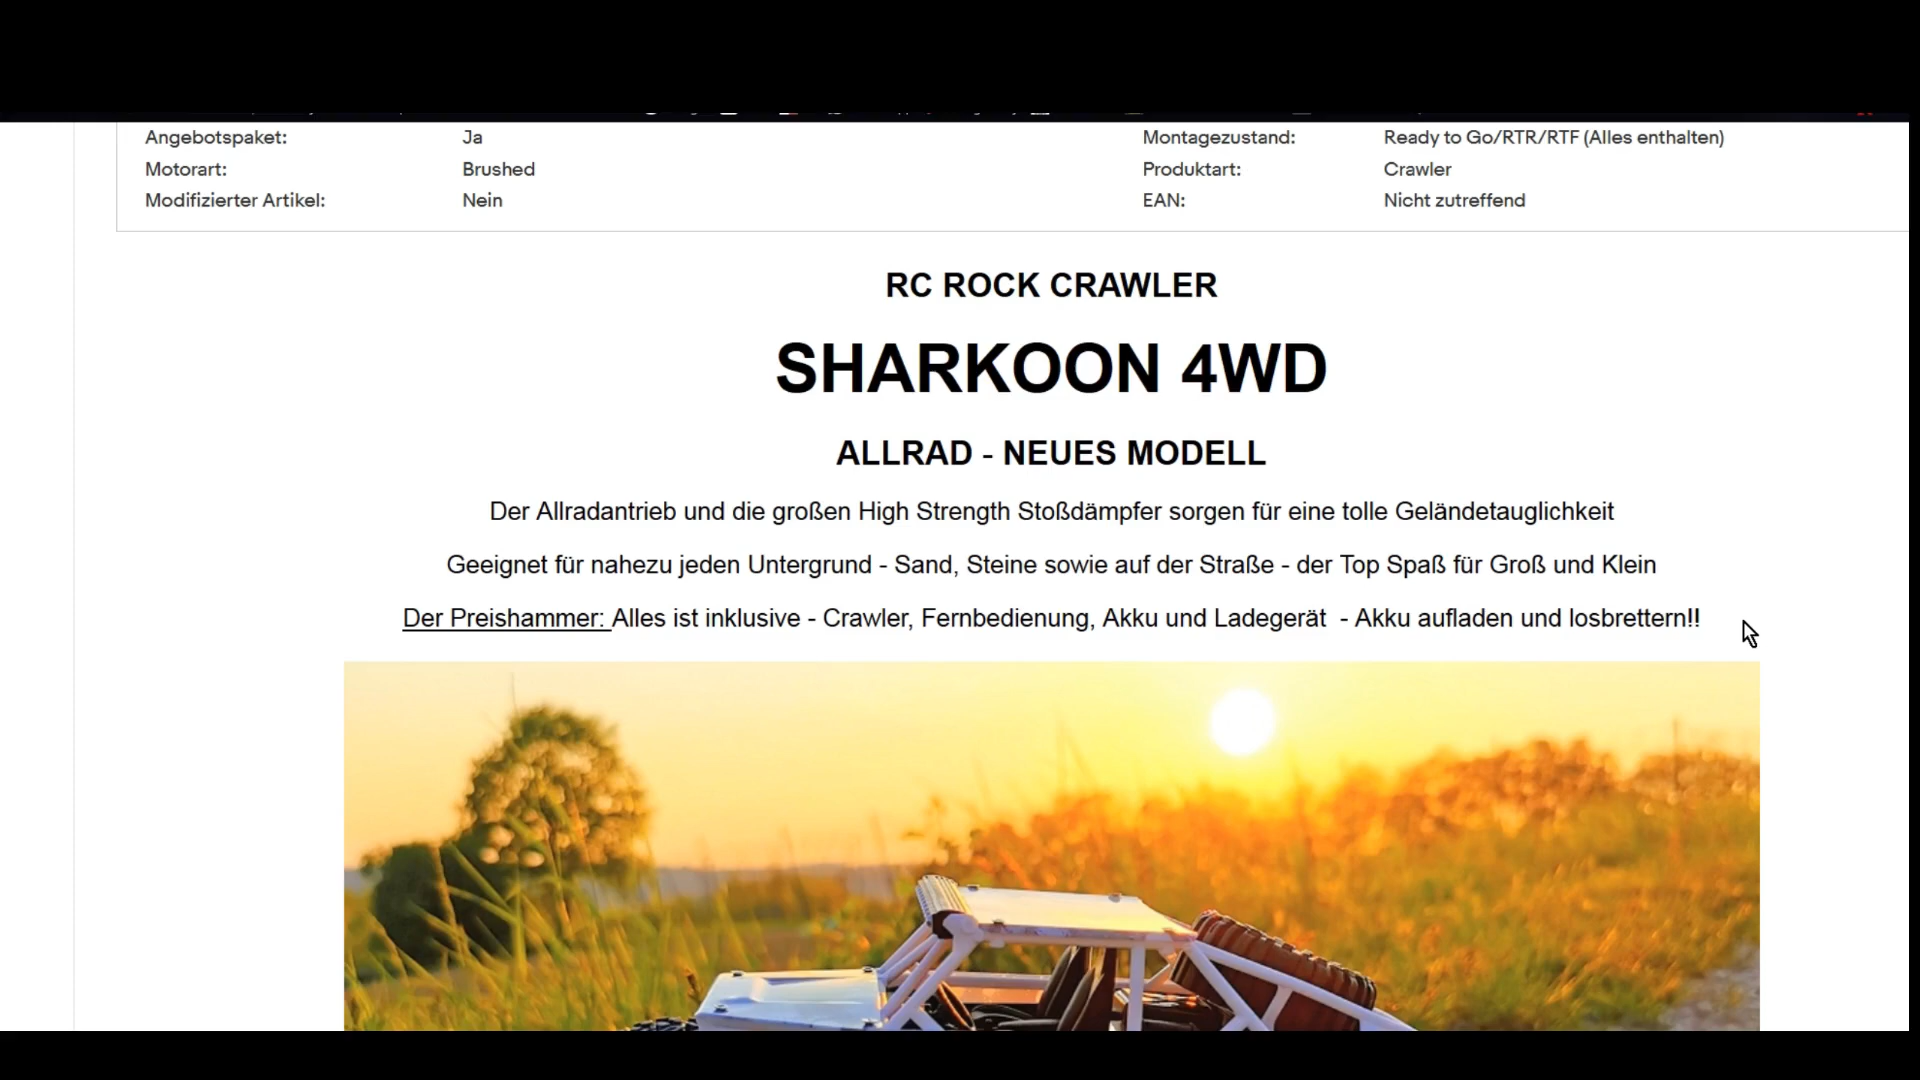 Angebotspaket: Ja Montagezustand: Ready to Go/RTR/RTF (Alles enthalten)
Motorart: Brushed Produktart: Crawler
Modifizierter Artikel: Nein EAN: Nicht zutreffend
RC ROCK CRAWLER
SHARKOON 4WD
ALLRAD - NEUES MODELL
Der Allradantrieb und die großen High Strength Stoßdämpfer sorgen für eine tolle Geländetauglichkeit
Geeignet für nahezu jeden Untergrund - Sand, Steine sowie auf der Straße - der Top Spaß für Groß und Klein
Der Preishammer: Alles ist inklusive - Crawler, Fernbedienung, Akku und Ladegerät - Akku aufladen und losbrettern!!